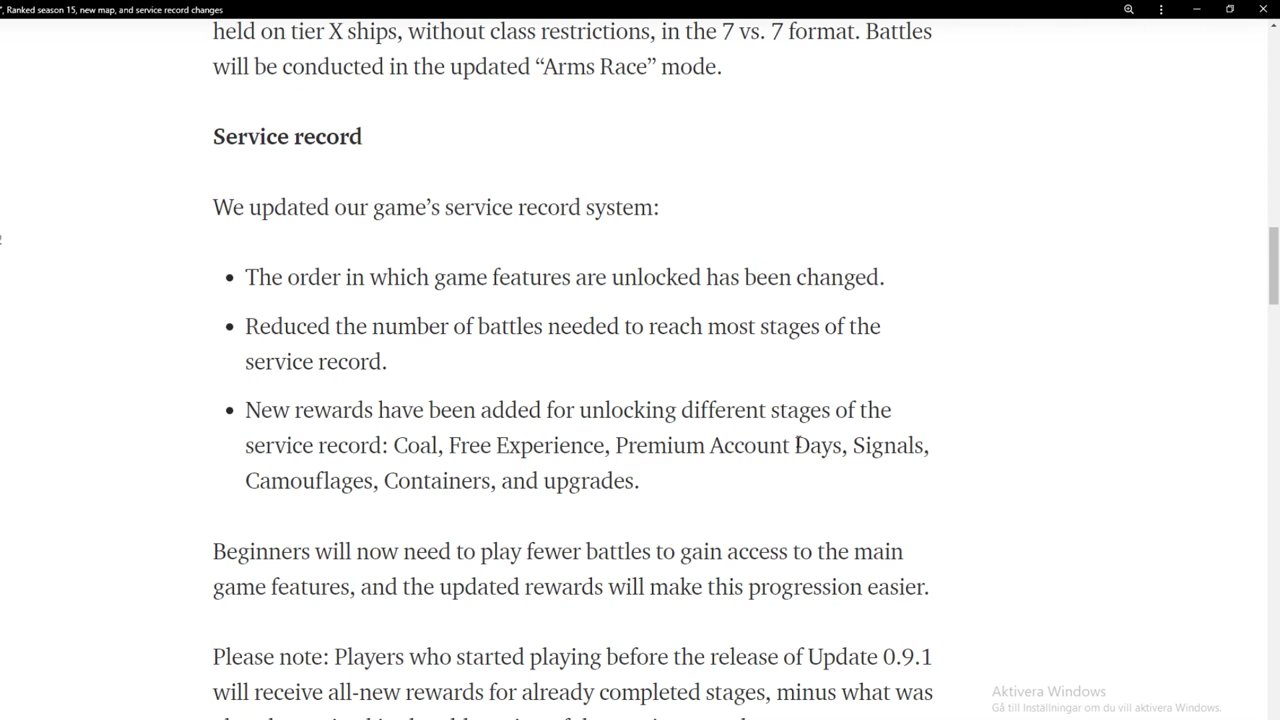 ", Ranked season 15, new map, and service record changes
held on tier X ships, without class restrictions, in the 7 vs. 7 format. Battles
will be conducted in the updated “Arms Race” mode.
Service record
We updated our game’s service record system:
• The order in which game features are unlocked has been changed.
• Reduced the number of battles needed to reach most stages of the
service record.
• New rewards have been added for unlocking different stages of the
service record: Coal, Free Experience, Premium Account Days, Signals,
Camouflages, Containers, and upgrades.
Beginners will now need to play fewer battles to gain access to the main
game features, and the updated rewards will make this progression easier.
Please note: Players who started playing before the release of Update 0.9.1
will receive all-new rewards for already completed stages, minus what was
Aktivera Windows
Gå till Inställningar om du vill aktivera Windows.